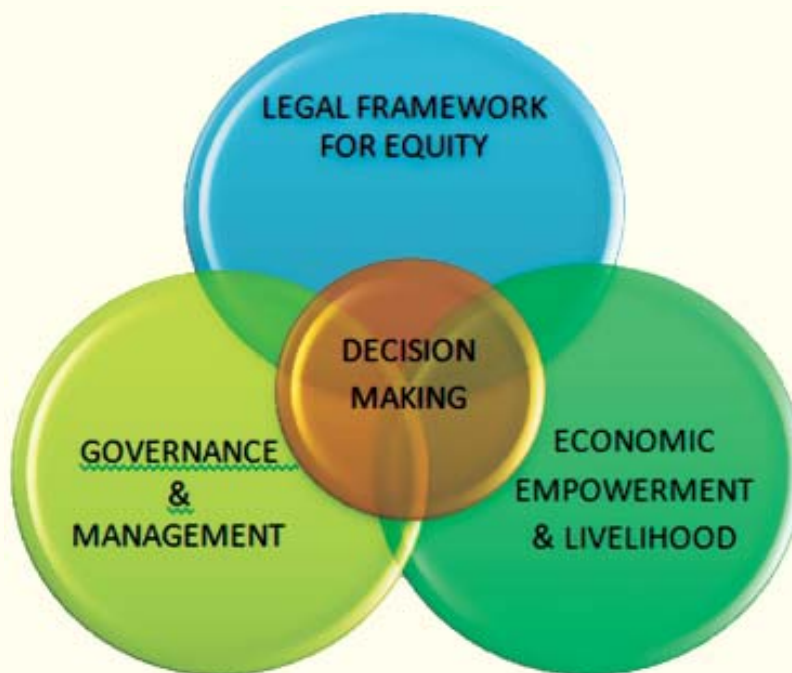 LEGAL FRAMEWORK
FOR EQUITY
DECISION
MAKING
GOVERNANCE
&
MANAGEMENT
ECONOMIC
EMPOWERMENT
& LIVELIHOOD